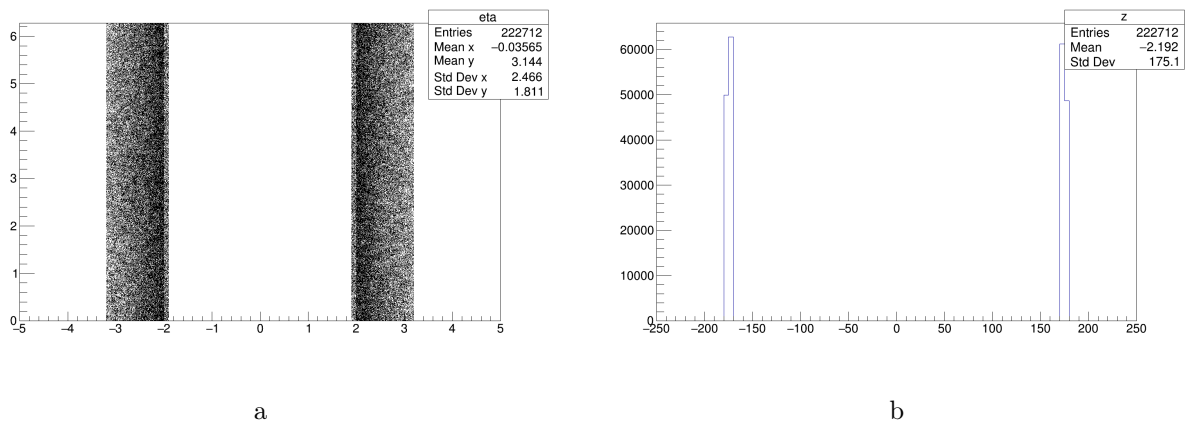 eta
Entries 222712
Mean x −0.03565
Mean y 3.144
Std Dev x 2.466
Std Dev y 1.811
6
5
4
3
2
1
0
−5 −4 −3 −2 −1 0 1 2 3 4 5
a
z
Entries 222712
Mean −2.192
Std Dev 175.1
60000
50000
40000
30000
20000
10000
0
−250 −200 −150 −100 −50 0 50 100 150 200 250
b